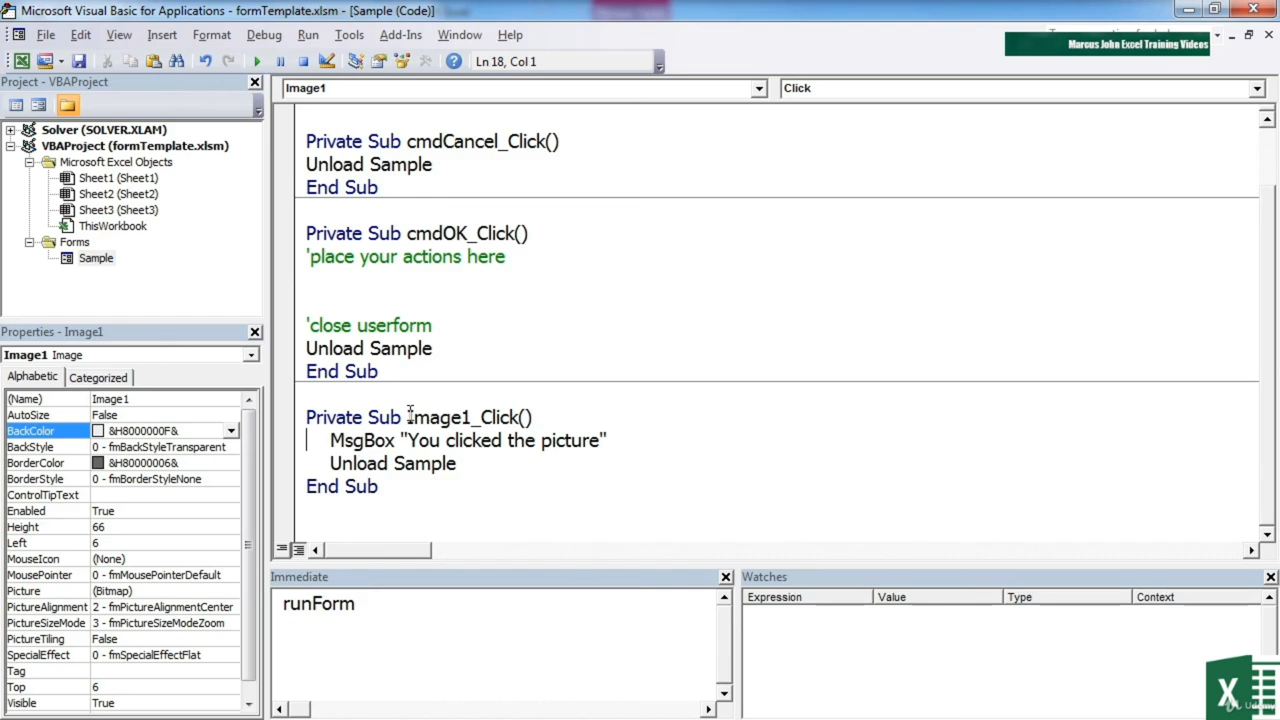 Microsoft Visual Basic for Applications - formTemplate.xlsm - [Sample (Code)]
File Edit View Insert Format Debug Run Tools Add-Ins Window Help
Marcus John Excel Training Videos
Ln 18, Col 1
Project - VBAProject
Image1
Click
Solver (SOLVER.XLAM)
VBAProject (formTemplate.xlsm)
Microsoft Excel Objects
Sheet1 (Sheet1)
Sheet2 (Sheet2)
Sheet3 (Sheet3)
ThisWorkbook
Forms
Sample
Private Sub cmdCancel_Click()
Unload Sample
End Sub
Private Sub cmdOK_Click()
'place your actions here
'close userform
Unload Sample
End Sub
Private Sub Image1_Click()
MsgBox "You clicked the picture"
Unload Sample
End Sub
Properties - Image1
Image1 Image
Alphabetic Categorized
(Name) Image1
AutoSize False
BackColor &H8000000F&
BackStyle 0 - fmBackStyleTransparent
BorderColor &H80000006&
BorderStyle 0 - fmBorderStyleNone
ControlTipText
Enabled True
Height 66
Left 6
MouseIcon (None)
MousePointer 0 - fmMousePointerDefault
Picture (Bitmap)
PictureAlignment 2 - fmPictureAlignmentCenter
PictureSizeMode 3 - fmPictureSizeModeZoom
PictureTiling False
SpecialEffect 0 - fmSpecialEffectFlat
Tag
Top 6
Visible True
Immediate
runForm
Watches
Expression Value Type Context
X
Udemy